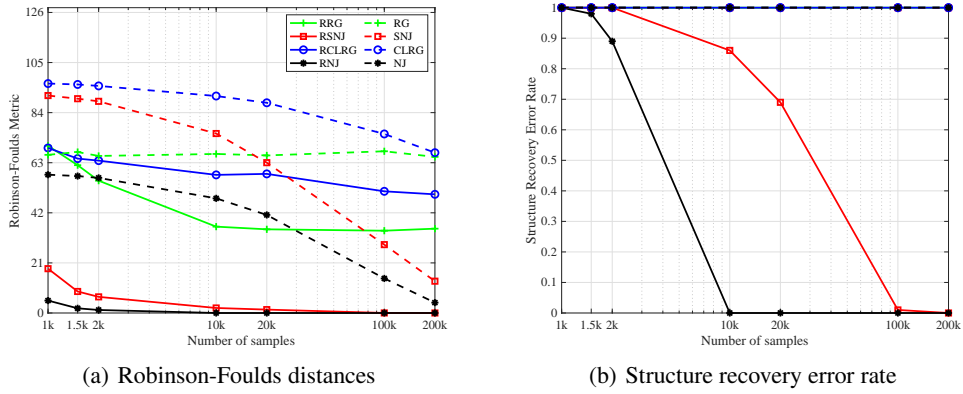 126
105
84
63
42
21
0
Robinson-Foulds Metric
RRG
RSNJ
RCLRG
RNJ
RG
SNJ
CLRG
NJ
1k 1.5k 2k 10k 20k 100k 200k
Number of samples
(a) Robinson-Foulds distances
1
0.9
0.8
0.7
0.6
0.5
0.4
0.3
0.2
0.1
0
Structure Recovery Error Rate
1k 1.5k 2k 10k 20k 100k 200k
Number of samples
(b) Structure recovery error rate